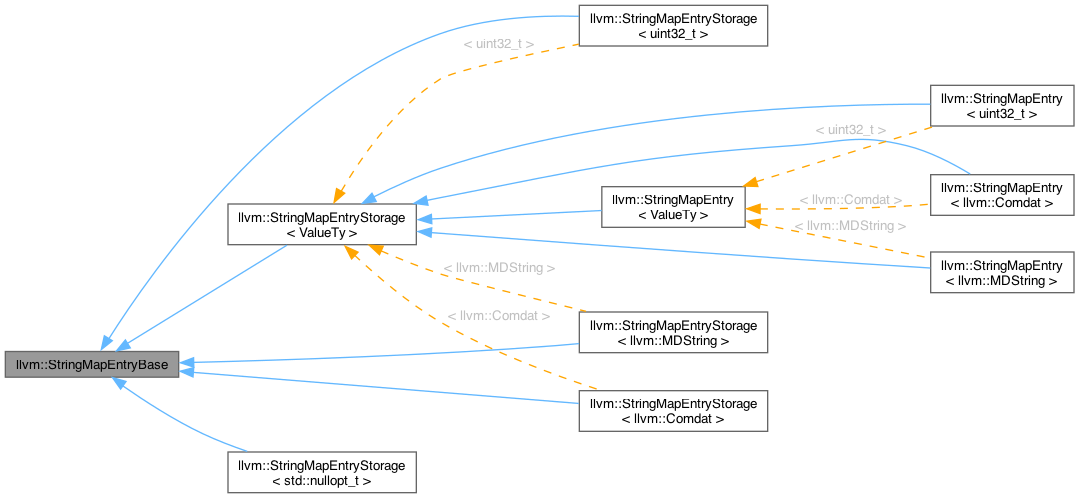 llvm::StringMapEntryStorage
< uint32_t >
< uint32_t >
llvm::StringMapEntry
< uint32_t >
< uint32_t >
llvm::StringMapEntry
< llvm::Comdat >
llvm::StringMapEntry
< ValueTy >
< llvm::Comdat >
llvm::StringMapEntryStorage
< ValueTy >
< llvm::MDString >
llvm::StringMapEntry
< llvm::MDString >
< llvm::MDString >
< llvm::Comdat >
llvm::StringMapEntryStorage
< llvm::MDString >
llvm::StringMapEntryBase
llvm::StringMapEntryStorage
< llvm::Comdat >
llvm::StringMapEntryStorage
< std::nullopt_t >